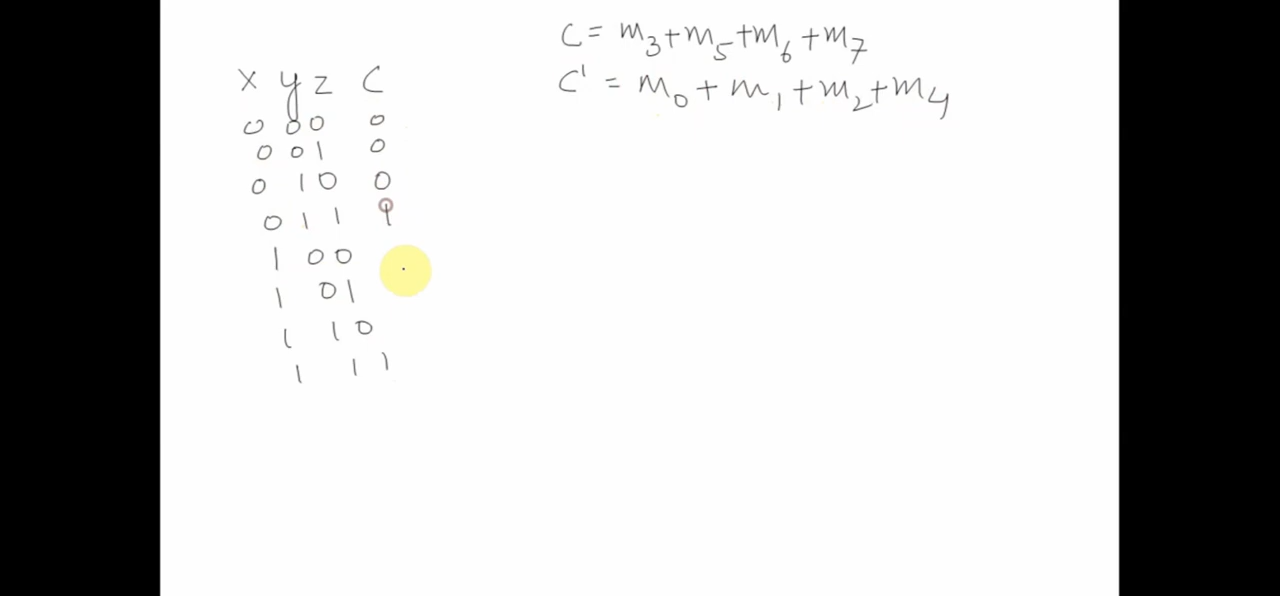 C = m₃+m₅+m₆+m₇
C' = m₀+m₁+m₂+m₄
x y z C
0 0 0 0
0 0 1 0
0 1 0 0
0 1 1 1
1 0 0
1 0 1
1 1 0
1 1 1